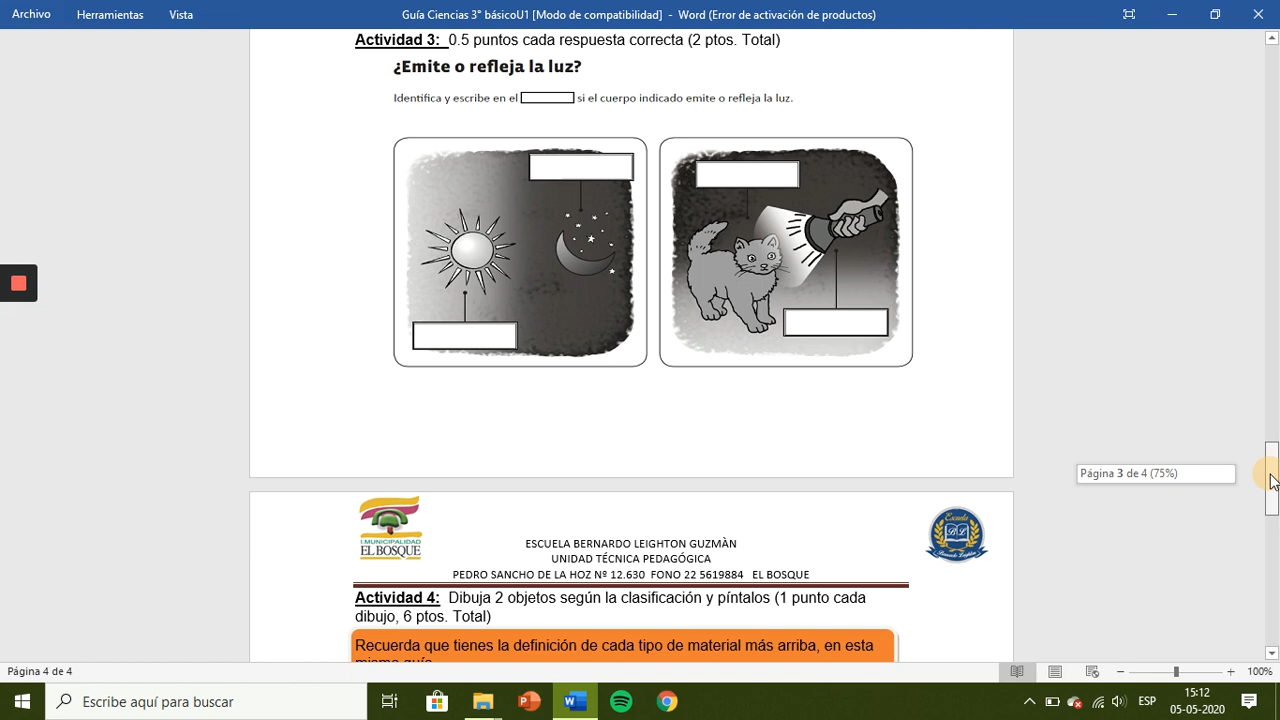 Archivo Herramientas Vista Guía Ciencias 3° básicoU1 [Modo de compatibilidad] - Word (Error de activación de productos)
Actividad 3: 0.5 puntos cada respuesta correcta (2 ptos. Total)
¿Emite o refleja la luz?
Identifica y escribe en el si el cuerpo indicado emite o refleja la luz.
Página 3 de 4 (75%)
I.MUNICIPALIDAD
EL BOSQUE
ESCUELA BERNARDO LEIGHTON GUZMÀN
UNIDAD TÉCNICA PEDAGÓGICA
PEDRO SANCHO DE LA HOZ Nº 12.630 FONO 22 5619884 EL BOSQUE
Escuela
BL
Bernardo Leighton
Actividad 4: Dibuja 2 objetos según la clasificación y píntalos (1 punto cada
dibujo, 6 ptos. Total)
Recuerda que tienes la definición de cada tipo de material más arriba, en esta
misma guía
Página 4 de 4
100%
Escribe aquí para buscar
ESP
15:12
05-05-2020